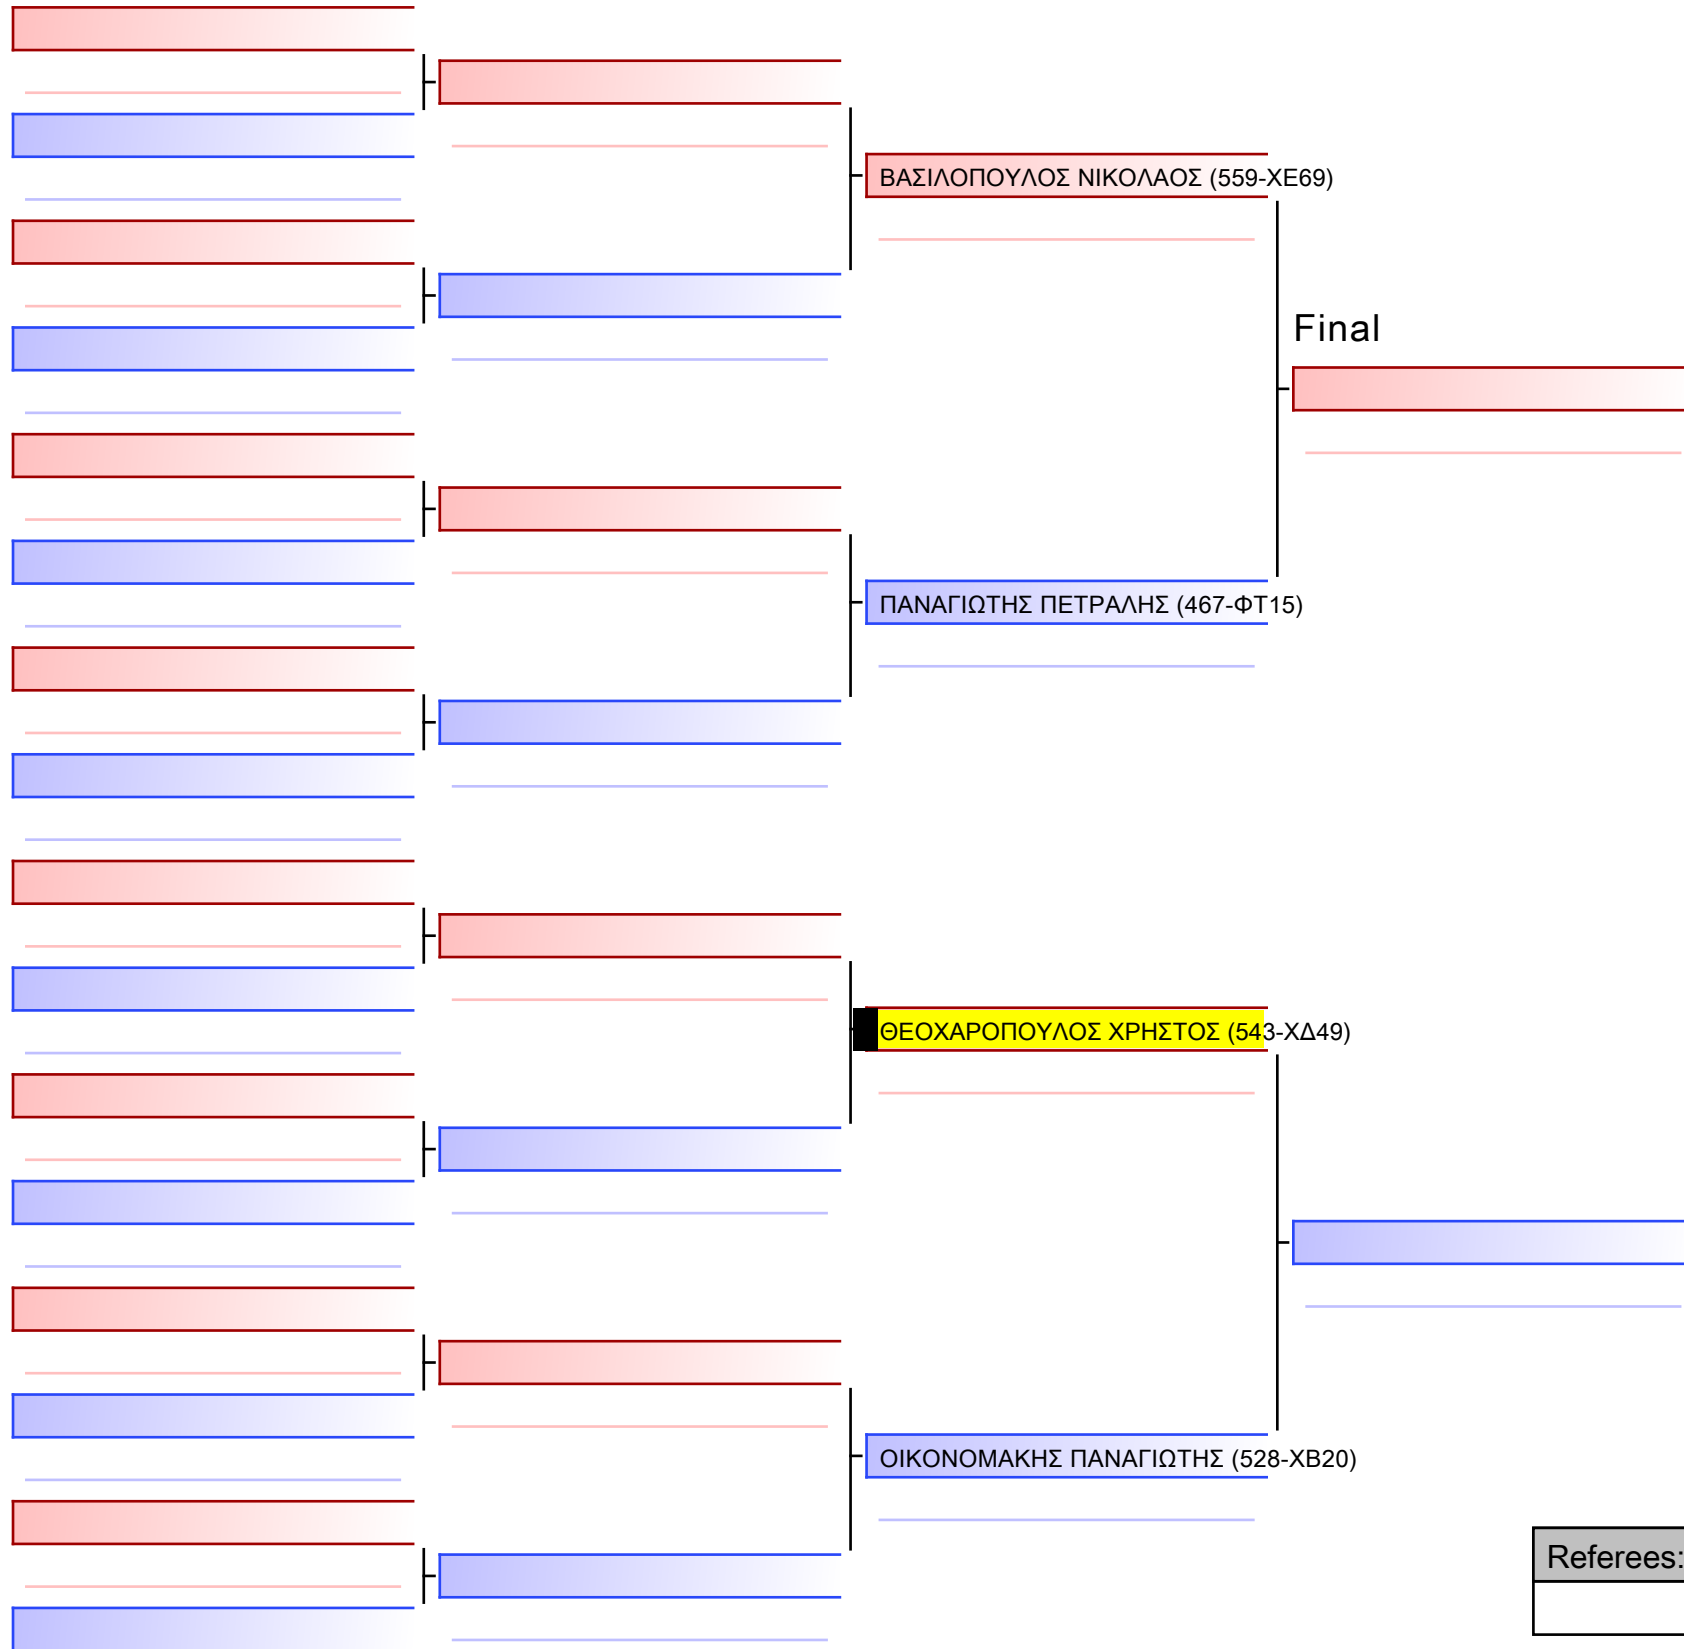 ΒΑΣΙΛΟΠΟΥΛΟΣ ΝΙΚΟΛΑΟΣ (559-ΧΕ69)
Final
ΠΑΝΑΓΙΩΤΗΣ ΠΕΤΡΑΛΗΣ (467-ΦΤ15)
ΘΕΟΧΑΡΟΠΟΥΛΟΣ ΧΡΗΣΤΟΣ (543-ΧΔ49)
ΟΙΚΟΝΟΜΑΚΗΣ ΠΑΝΑΓΙΩΤΗΣ (528-ΧΒ20)
Referees: